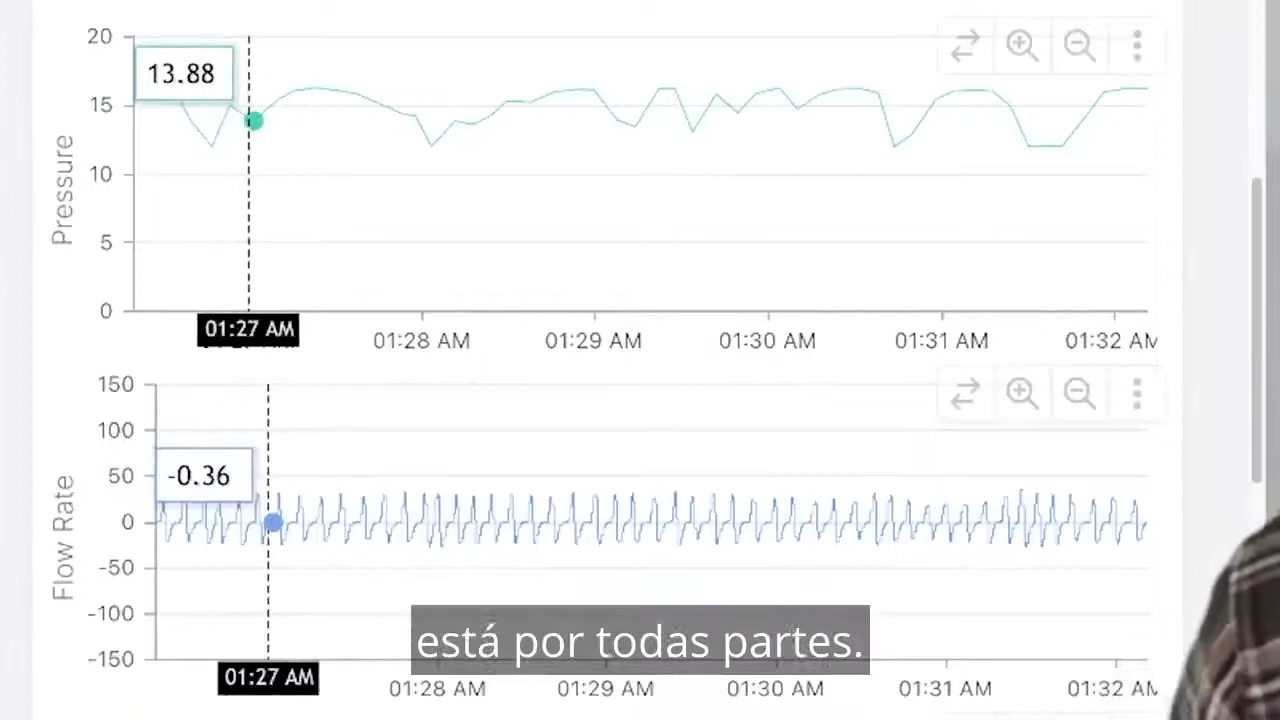 20
13.88
15
10
5
0
Pressure
01:27 AM
01:28 AM
01:29 AM
01:30 AM
01:31 AM
01:32 AM
150
100
50
-0.36
0
-50
-100
-150
Flow Rate
está por todas partes.
01:27 AM
01:28 AM
01:29 AM
01:30 AM
01:31 AM
01:32 AM